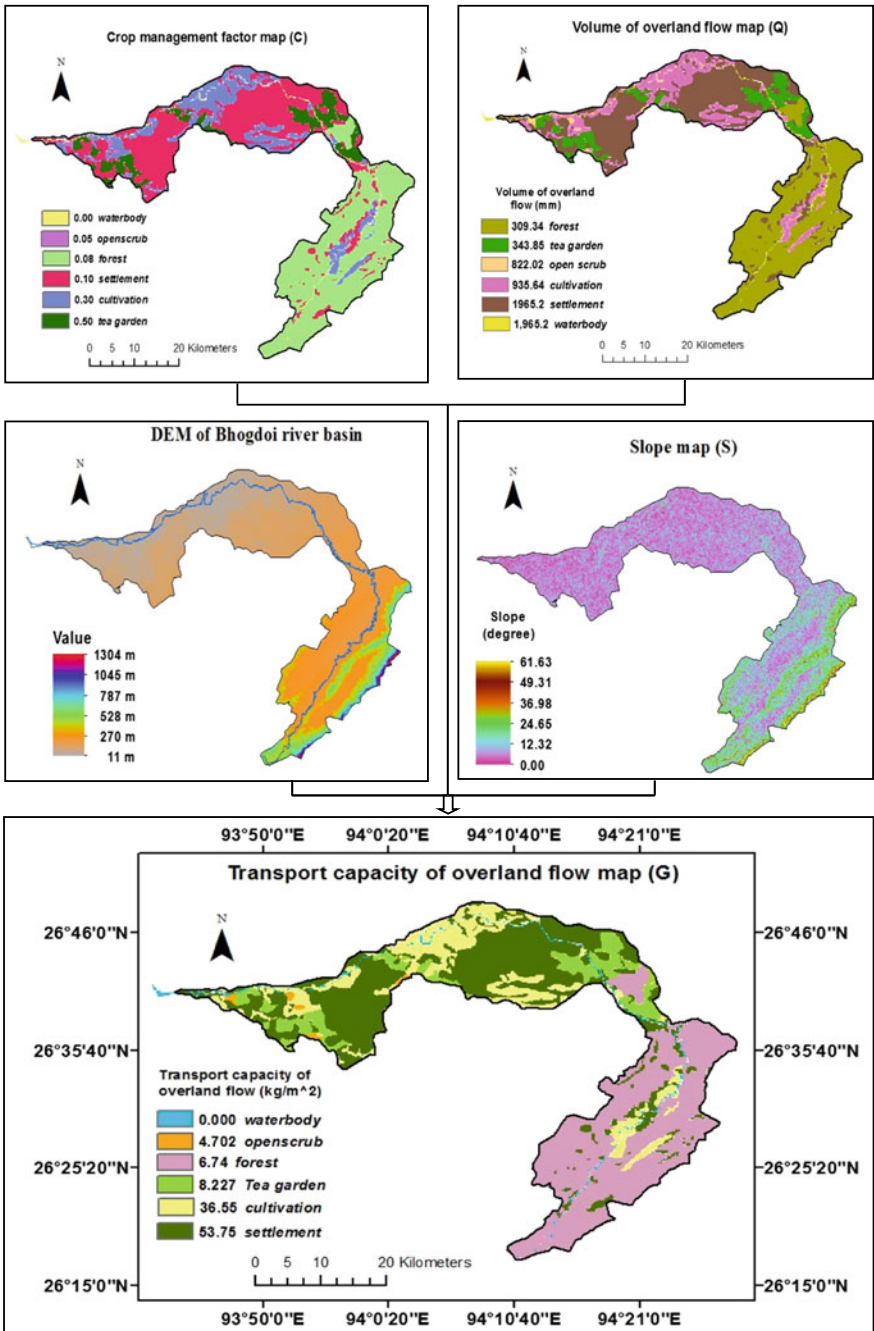 Crop management factor map (C)
N
0.00 waterbody
0.05 openscrub
0.08 forest
0.10 settlement
0.30 cultivation
0.50 tea garden
0 5 10 20 Kilometers
Volume of overland flow map (Q)
N
Volume of overland
flow (mm)
309.34 forest
343.85 tea garden
822.02 open scrub
935.64 cultivation
1965.2 settlement
1,965.2 waterbody
0 5 10 20 Kilometers
DEM of Bhogdoi river basin
N
Value
1304 m
1045 m
787 m
528 m
270 m
11 m
Slope map (S)
N
Slope
(degree)
61.63
49.31
36.98
24.65
12.32
0.00
93°50'0"E 94°0'20"E 94°10'40"E 94°21'0"E
Transport capacity of overland flow map (G)
N
26°46'0"N 26°46'0"N
26°35'40"N 26°35'40"N
Transport capacity of
overland flow (kg/m^2)
0.000 waterbody
4.702 openscrub
6.74 forest
8.227 Tea garden
36.55 cultivation
53.75 settlement
26°25'20"N 26°25'20"N
0 5 10 20 Kilometers
26°15'0"N 26°15'0"N
93°50'0"E 94°0'20"E 94°10'40"E 94°21'0"E